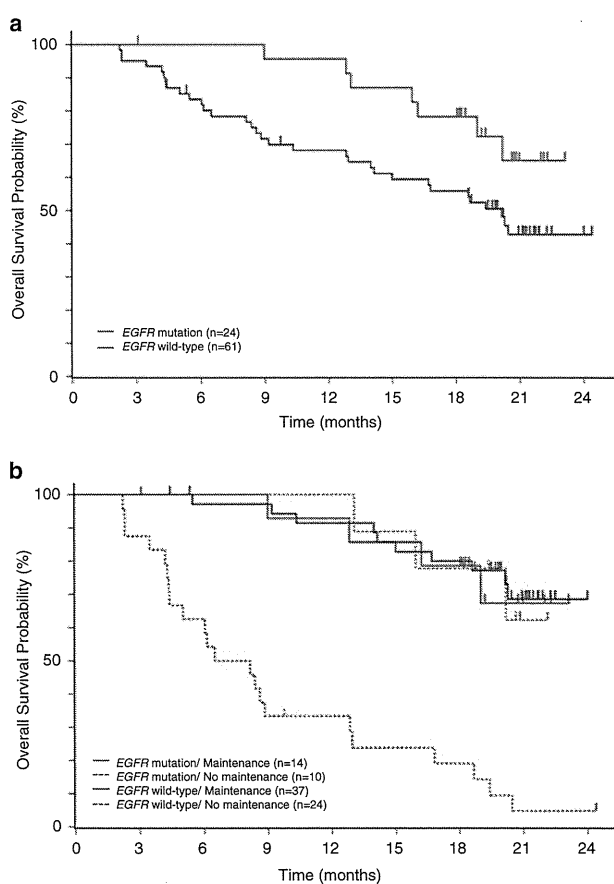 a
100
50
0
Overall Survival Probability (%)
EGFR mutation (n=24)
EGFR wild-type (n=61)
0 3 6 9 12 15 18 21 24
Time (months)
b
100
50
0
Overall Survival Probability (%)
EGFR mutation/ Maintenance (n=14)
EGFR mutation/ No maintenance (n=10)
EGFR wild-type/ Maintenance (n=37)
EGFR wild-type/ No maintenance (n=24)
0 3 6 9 12 15 18 21 24
Time (months)